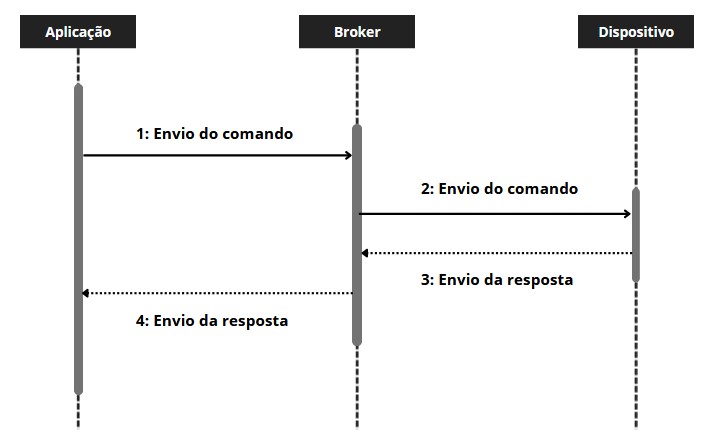 Aplicação
Broker
Dispositivo
1: Envio do comando
2: Envio do comando
3: Envio da resposta
4: Envio da resposta